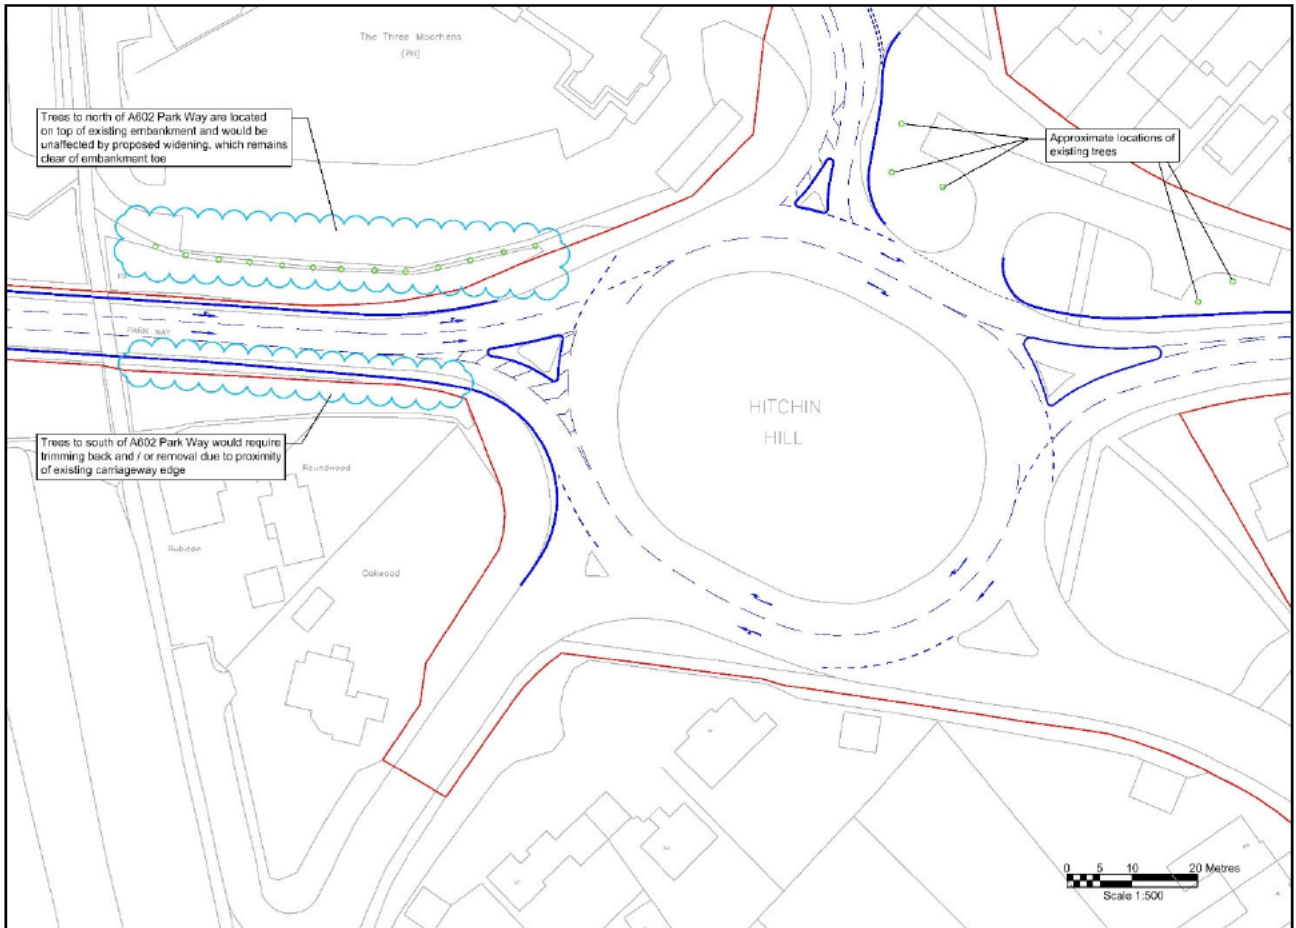 The Three Moorhens
(PH)
Trees to north of A602 Park Way are located
on top of existing embankment and would be
unaffected by proposed widening, which remains
clear of embankment toe
Approximate locations of
existing trees
PARK WAY
HITCHIN
HILL
Trees to south of A602 Park Way would require
trimming back and / or removal due to proximity
of existing carriageway edge
Roundwood
Rubicon
Oakwood
0 5 10 20 Metres
Scale 1:500